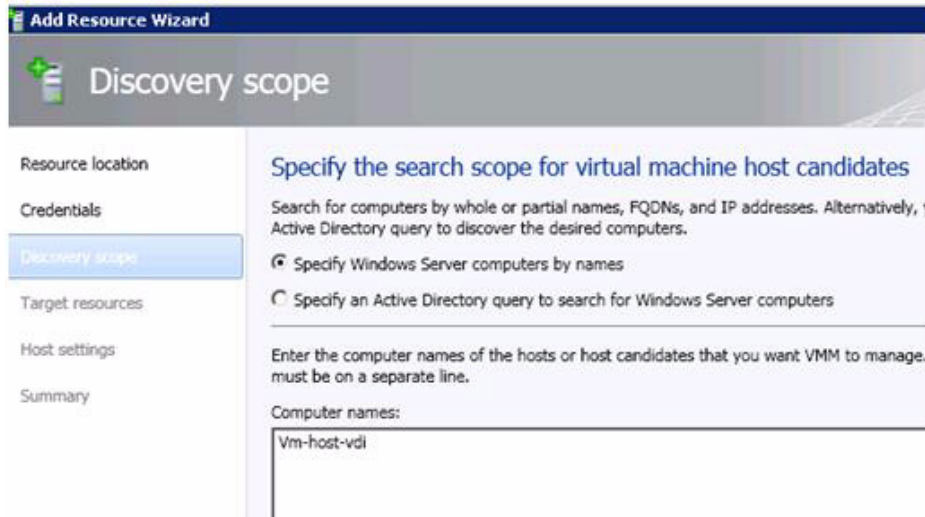 Add Resource Wizard
Discovery scope
Resource location
Credentials
Discovery scope
Target resources
Host settings
Summary
Specify the search scope for virtual machine host candidates
Search for computers by whole or partial names, FQDNs, and IP addresses. Alternatively,
Active Directory query to discover the desired computers.
Specify Windows Server computers by names
Specify an Active Directory query to search for Windows Server computers
Enter the computer names of the hosts or host candidates that you want VMM to manage.
must be on a separate line.
Computer names:
Vm-host-vdi